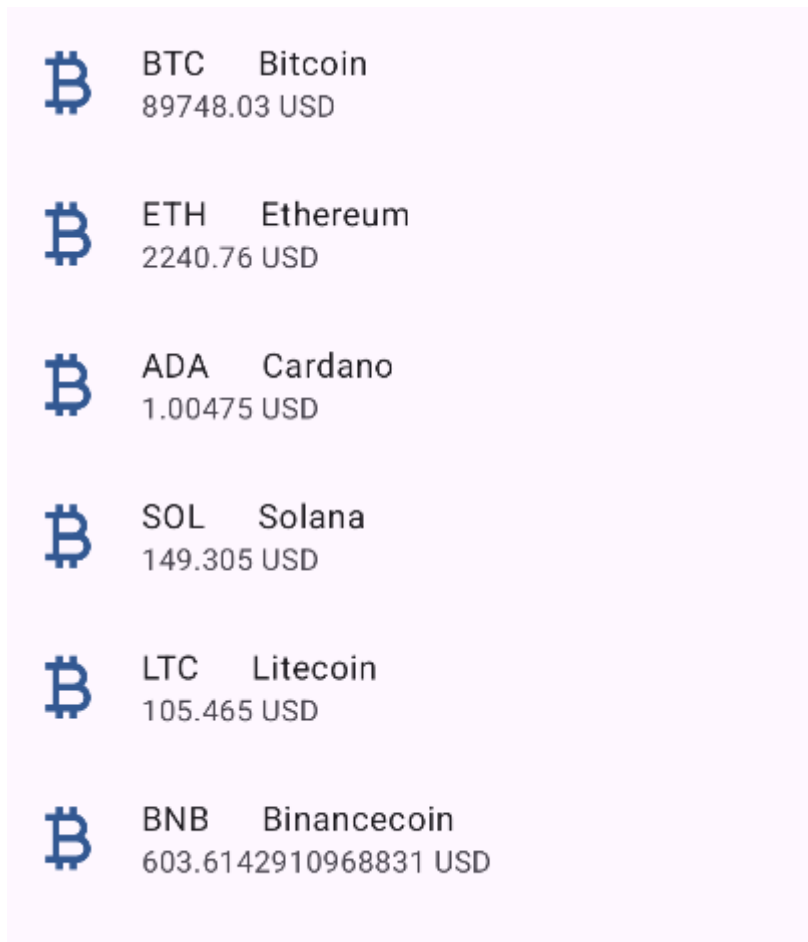 BTC Bitcoin
89748.03 USD
ETH Ethereum
2240.76 USD
ADA Cardano
1.00475 USD
SOL Solana
149.305 USD
LTC Litecoin
105.465 USD
BNB Binancecoin
603.6142910968831 USD